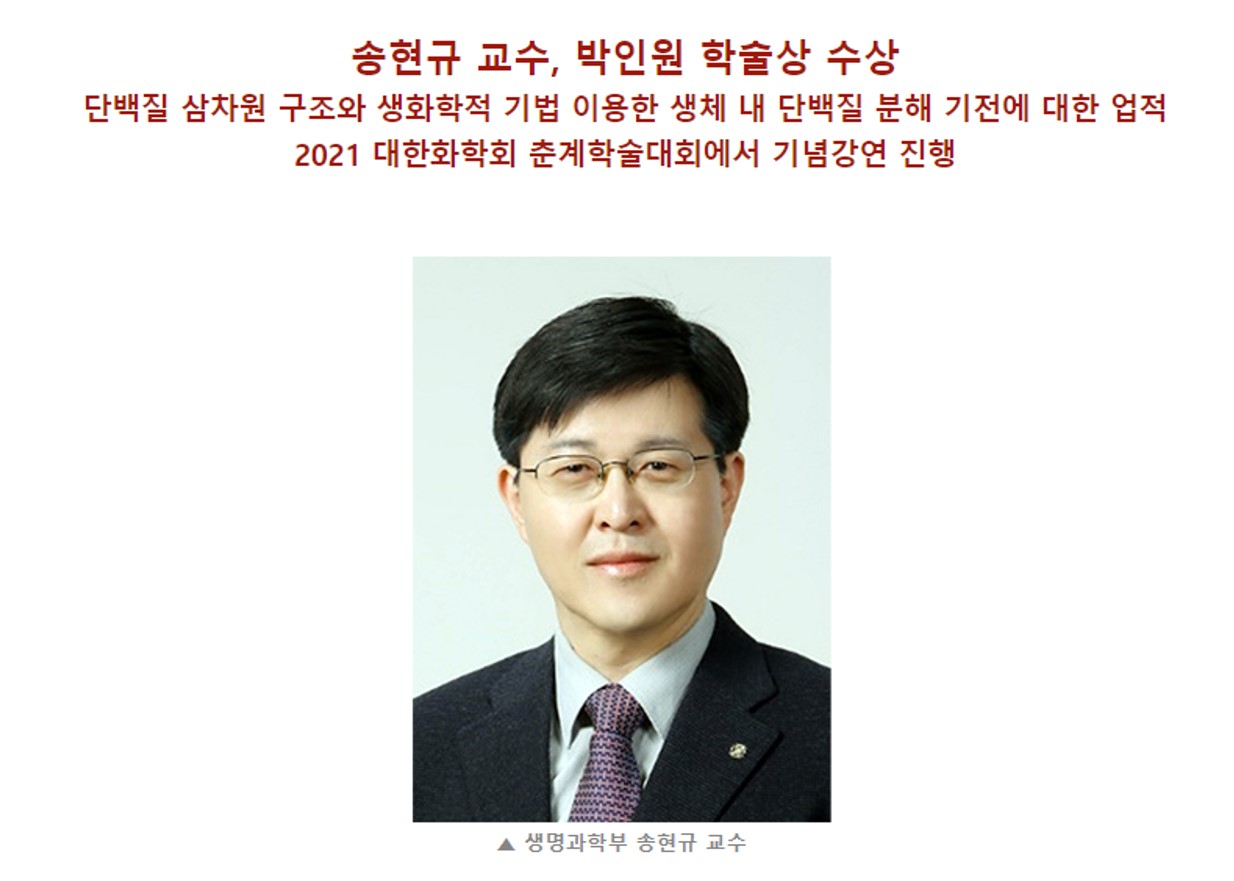 송현규 교수, 박인원 학술상 수상
단백질 삼차원 구조와 생화학적 기법 이용한 생체 내 단백질 분해 기전에 대한 업적
2021 대한화학회 춘계학술대회에서 기념강연 진행
▲ 생명과학부 송현규 교수